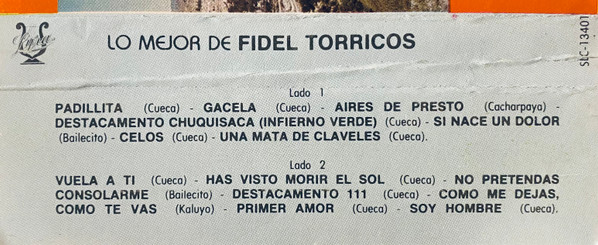 Lyra
LO MEJOR DE FIDEL TORRICOS
SLC-13401
Lado 1
PADILLITA (Cueca) - GACELA (Cueca) - AIRES DE PRESTO (Cacharpaya) -
DESTACAMENTO CHUQUISACA (INFIERNO VERDE) (Cueca) - SI NACE UN DOLOR
(Bailecito) - CELOS (Cueca) - UNA MATA DE CLAVELES (Cueca).
Lado 2
VUELA A TI (Cueca) - HAS VISTO MORIR EL SOL (Cueca) - NO PRETENDAS
CONSOLARME (Bailecito) - DESTACAMENTO 111 (Cueca) - COMO ME DEJAS,
COMO TE VAS (Kaluyo) - PRIMER AMOR (Cueca) - SOY HOMBRE (Cueca).